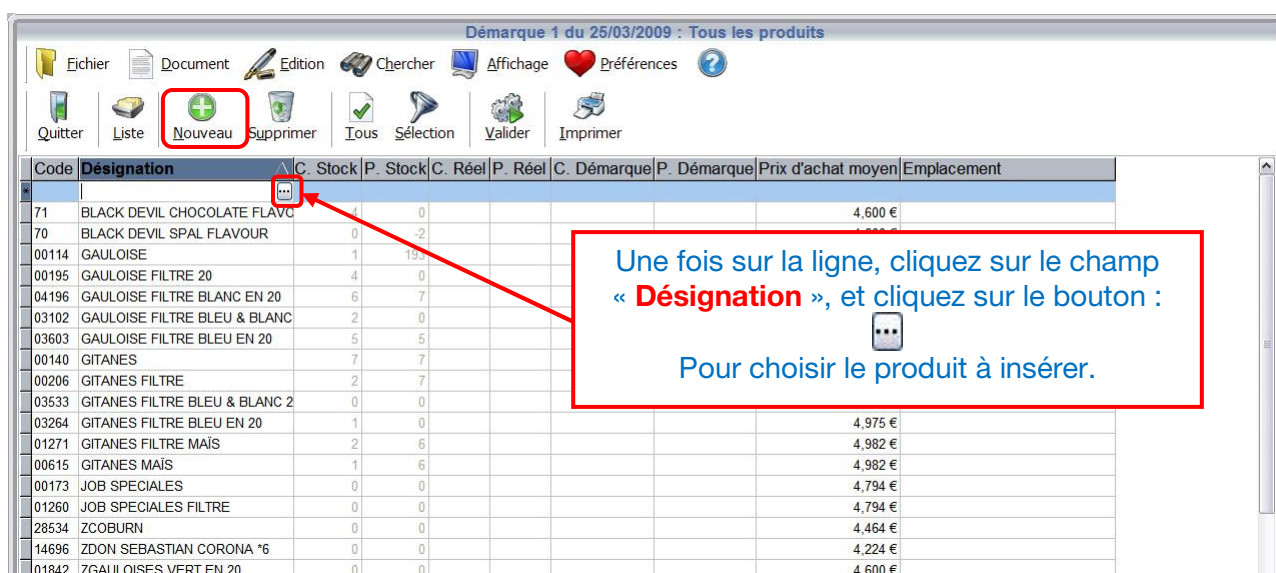 Démarque 1 du 25/03/2009 : Tous les produits
Fichier Document Edition Chercher Affichage Préférences ?
Quitter Liste Nouveau Supprimer Tous Sélection Valider Imprimer
Code Désignation C. Stock P. Stock C. Réel P. Réel C. Démarque P. Démarque Prix d'achat moyen Emplacement
* ...
71 BLACK DEVIL CHOCOLATE FLAVO 4 0 4,600 €
70 BLACK DEVIL SPAL FLAVOUR 0 -2
00114 GAULOISE 1 193
00195 GAULOISE FILTRE 20 4 0
04196 GAULOISE FILTRE BLANC EN 20 6 7
03102 GAULOISE FILTRE BLEU & BLANC 2 0
03603 GAULOISE FILTRE BLEU EN 20 5 5
00140 GITANES 7 7
00206 GITANES FILTRE 2 7
03533 GITANES FILTRE BLEU & BLANC 2 0 0
03264 GITANES FILTRE BLEU EN 20 1 0 4,975 €
01271 GITANES FILTRE MAÏS 2 6 4,982 €
00615 GITANES MAÏS 1 6 4,982 €
00173 JOB SPECIALES 0 0 4,794 €
01260 JOB SPECIALES FILTRE 0 0 4,794 €
28534 ZCOBURN 0 0 4,464 €
14696 ZDON SEBASTIAN CORONA *6 0 0 4,224 €
01842 ZGAULOISES VERT EN 20 0 0 4,600 €
Une fois sur la ligne, cliquez sur le champ
« Désignation », et cliquez sur le bouton :
...
Pour choisir le produit à insérer.